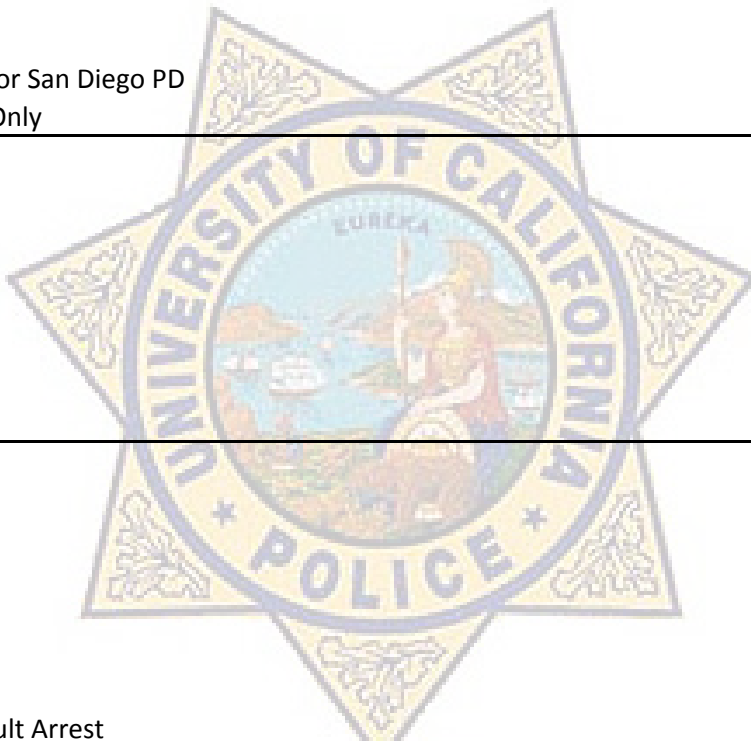 or San Diego PD
Only
UNIVERSITY OF CALIFORNIA
EUREKA
* POLICE *
ult Arrest